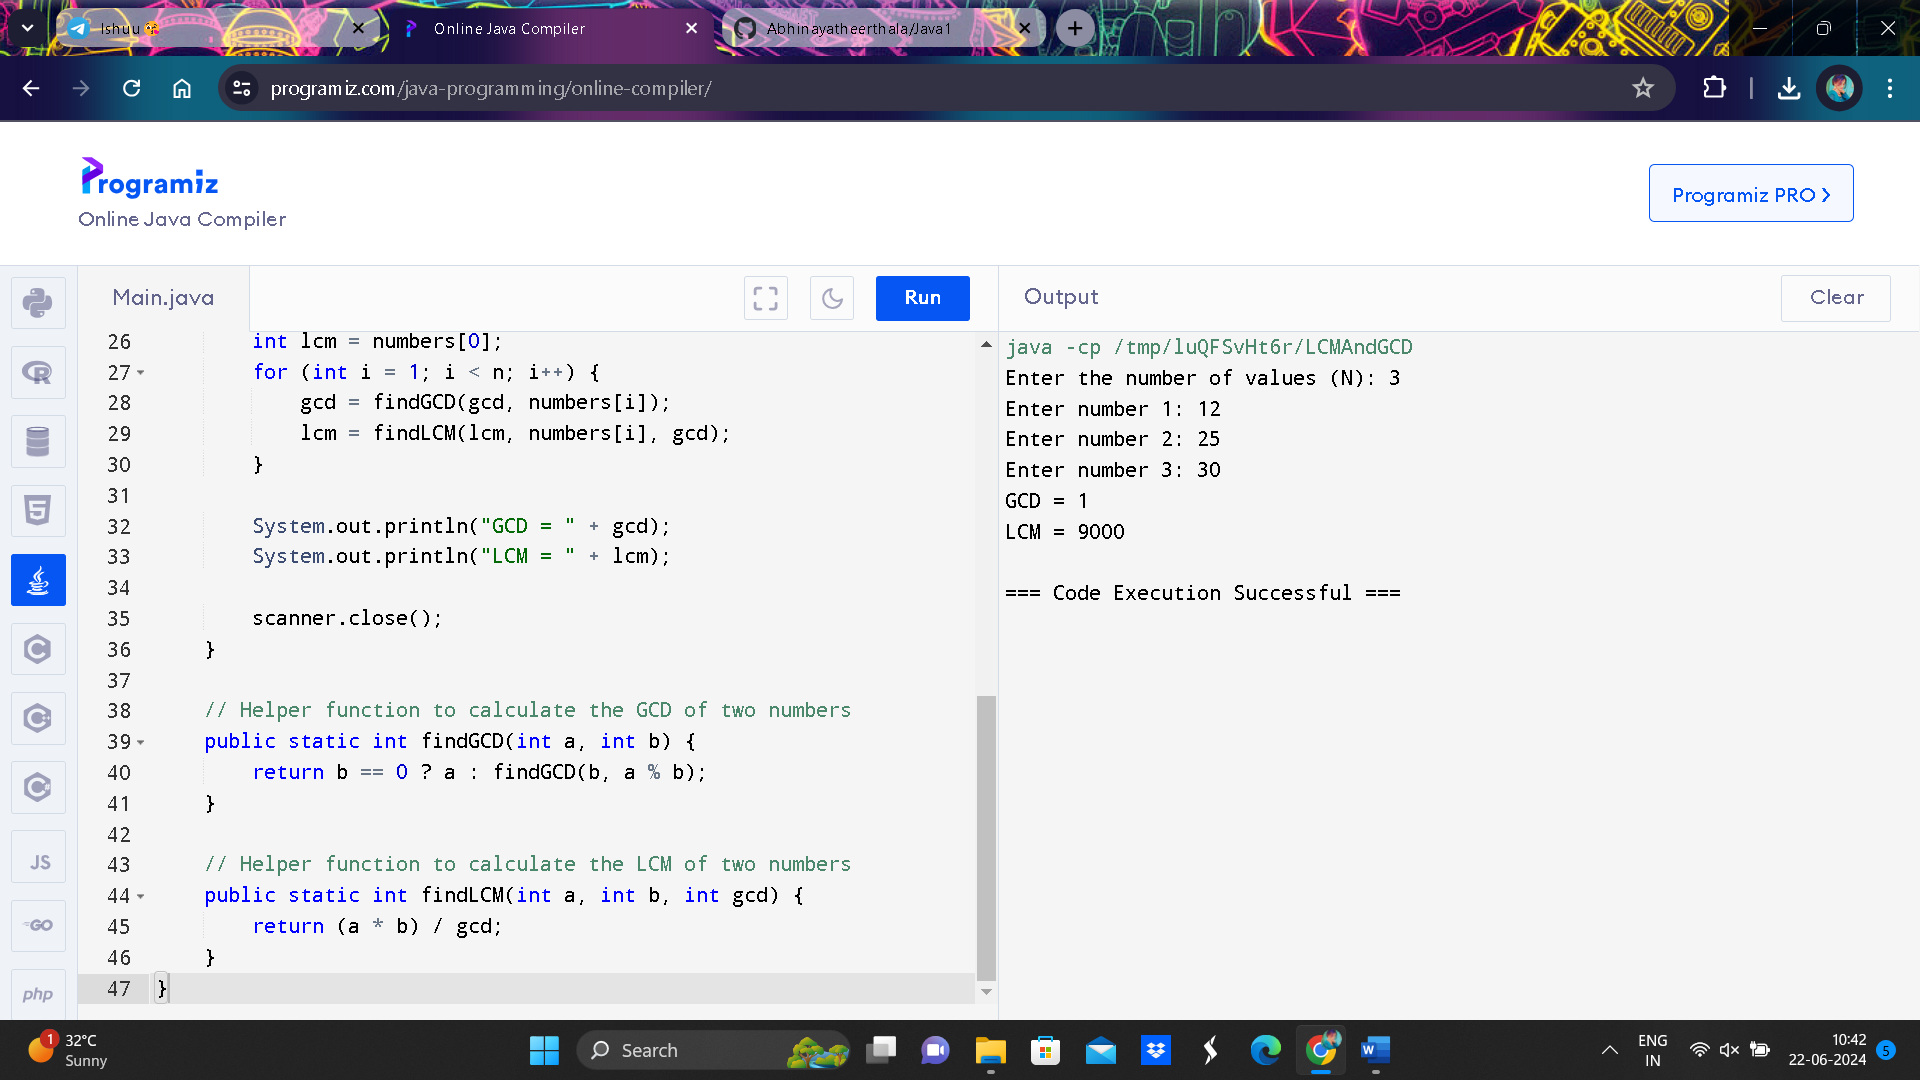 Ishuu
Online Java Compiler
Abhinayatheerthala/Java1
programiz.com/java-programming/online-compiler/
Programiz
Online Java Compiler
Programiz PRO
Main.java
Run
Output
Clear
26 int lcm = numbers[0];
27 for (int i = 1; i < n; i++) {
28 gcd = findGCD(gcd, numbers[i]);
29 lcm = findLCM(lcm, numbers[i], gcd);
30 }
31
32 System.out.println("GCD = " + gcd);
33 System.out.println("LCM = " + lcm);
34
35 scanner.close();
36 }
37
38 // Helper function to calculate the GCD of two numbers
39 public static int findGCD(int a, int b) {
40 return b == 0 ? a : findGCD(b, a % b);
41 }
42
43 // Helper function to calculate the LCM of two numbers
44 public static int findLCM(int a, int b, int gcd) {
45 return (a * b) / gcd;
46 }
47 }
java -cp /tmp/luQFSvHt6r/LCMAndGCD
Enter the number of values (N): 3
Enter number 1: 12
Enter number 2: 25
Enter number 3: 30
GCD = 1
LCM = 9000
=== Code Execution Successful ===
R
5
C
C
C
JS
GO
php
1
32°C
Sunny
Search
W
ENG
IN
10:42
22-06-2024
5